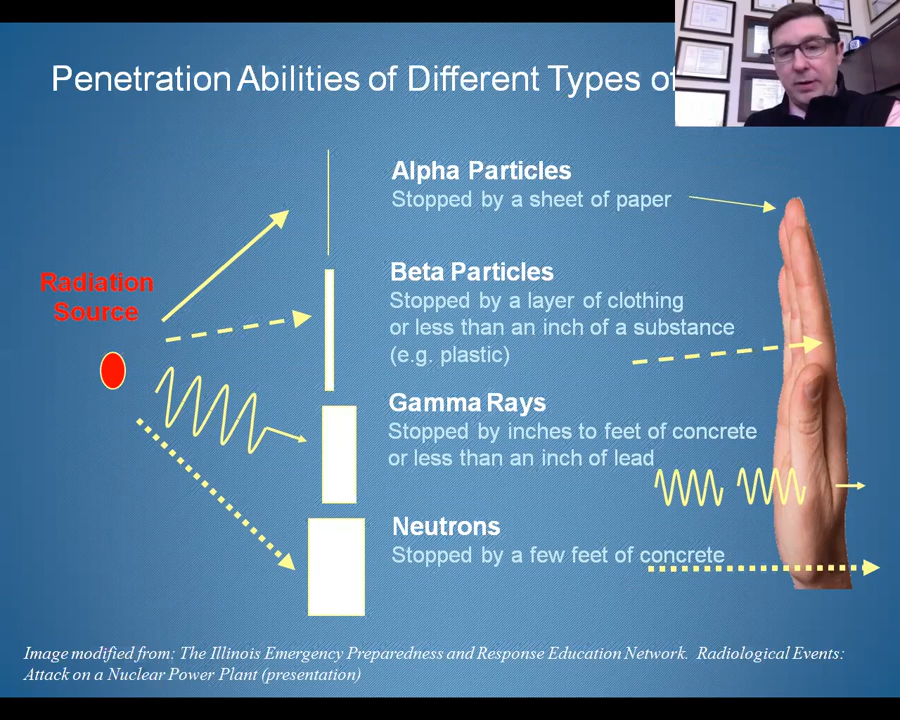 Penetration Abilities of Different Types of
Alpha Particles
Stopped by a sheet of paper
Radiation
Source
Beta Particles
Stopped by a layer of clothing
or less than an inch of a substance
(e.g. plastic)
Gamma Rays
Stopped by inches to feet of concrete
or less than an inch of lead
Neutrons
Stopped by a few feet of concrete
Image modified from: The Illinois Emergency Preparedness and Response Education Network. Radiological Events:
Attack on a Nuclear Power Plant (presentation)